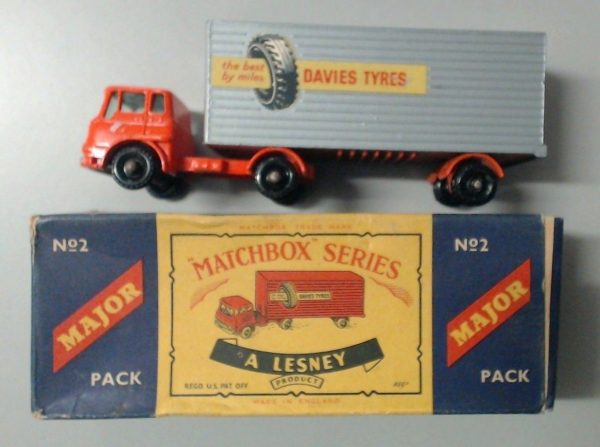 the best
by miles
DAVIES TYRES
MATCHBOX TRADE MARK
Nº2
MAJOR
PACK
"MATCHBOX" SERIES
DAVIES TYRES
A LESNEY
PRODUCT
REGD. U.S. PAT. OFF.
MADE IN ENGLAND
Nº2
MAJOR
PACK